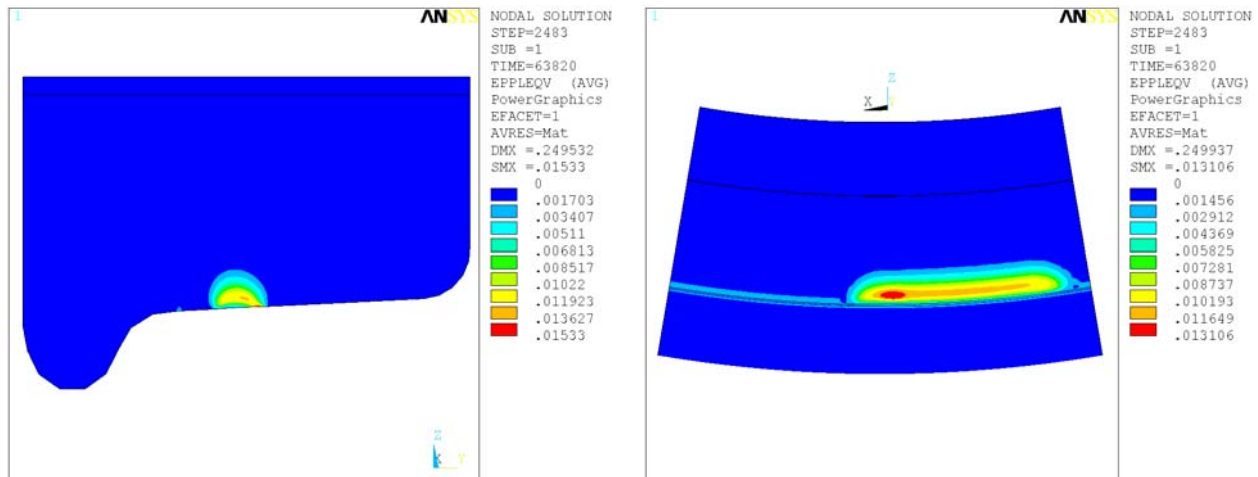 1
ANSYS
NODAL SOLUTION
STEP=2483
SUB =1
TIME=63820
EPPLEQV (AVG)
PowerGraphics
EFACET=1
AVRES=Mat
DMX =.249532
SMX =.01533
0
.001703
.003407
.00511
.006813
.008517
.01022
.011923
.013627
.01533
Z
X Y
1
ANSYS
NODAL SOLUTION
STEP=2483
SUB =1
TIME=63820
EPPLEQV (AVG)
PowerGraphics
EFACET=1
AVRES=Mat
DMX =.249937
SMX =.013106
0
.001456
.002912
.004369
.005825
.007281
.008737
.010193
.011649
.013106
Z
X Y